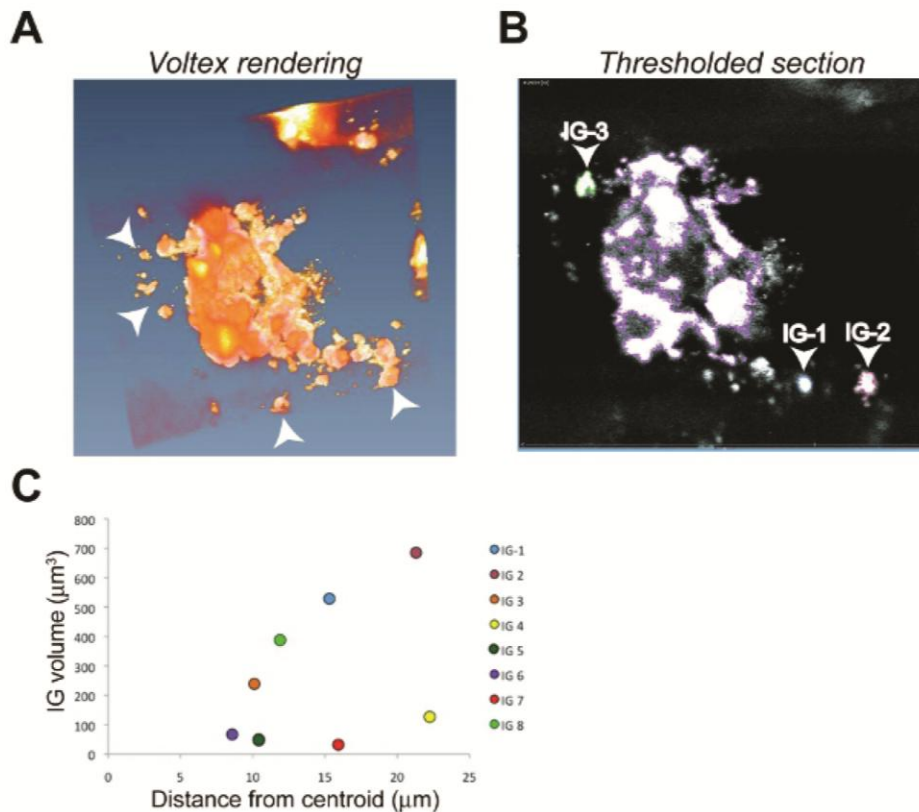 A
B
Voltex rendering
Thresholded section
IG-3
IG-1
IG-2
C
IG volume (μm³)
800
700
600
500
400
300
200
100
0
0
5
10
15
20
25
Distance from centroid (μm)
IG-1
IG 2
IG 3
IG 4
IG 5
IG 6
IG 7
IG 8